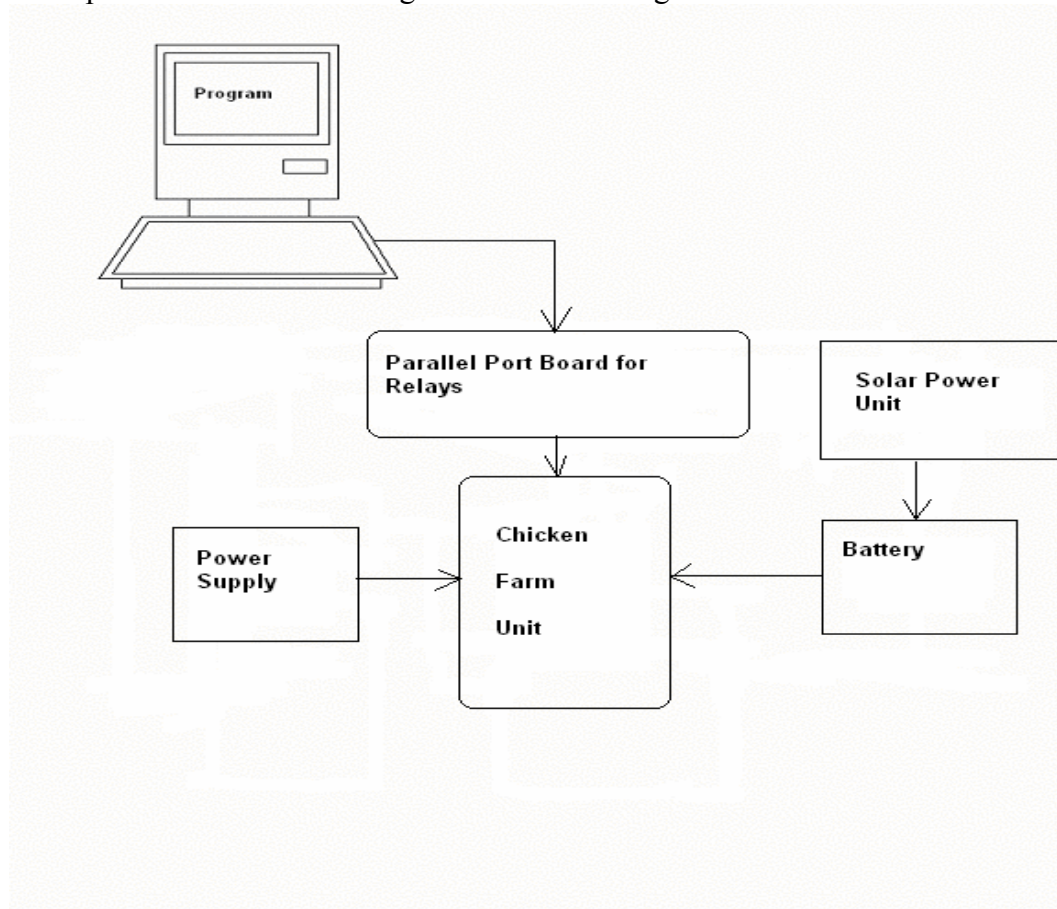 Program
Parallel Port Board for
Relays
Solar Power
Unit
Chicken
Farm
Unit
Power
Supply
Battery